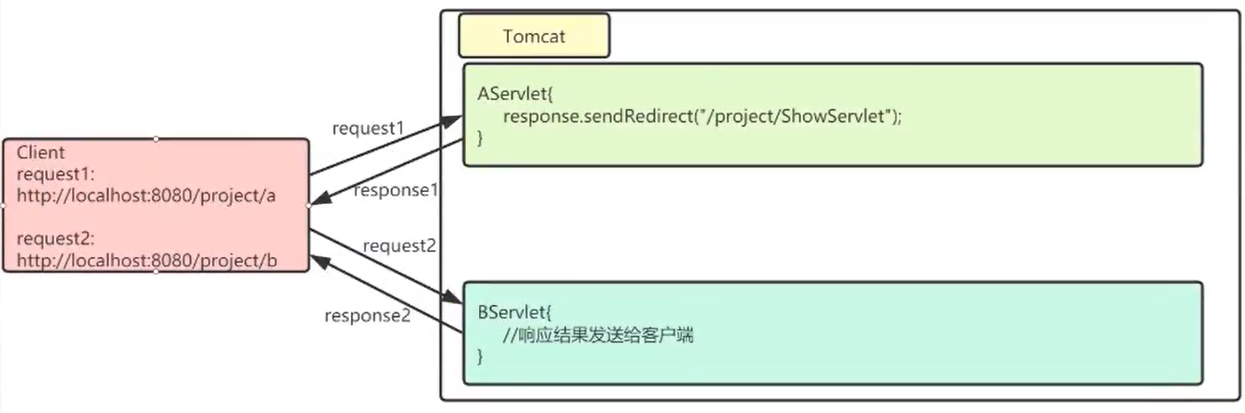 Tomcat
AServlet{
response.sendRedirect("/project/ShowServlet");
}
request1
Client
request1:
http://localhost:8080/project/a
response1
request2:
http://localhost:8080/project/b
request2
response2
BServlet{
//响应结果发送给客户端
}